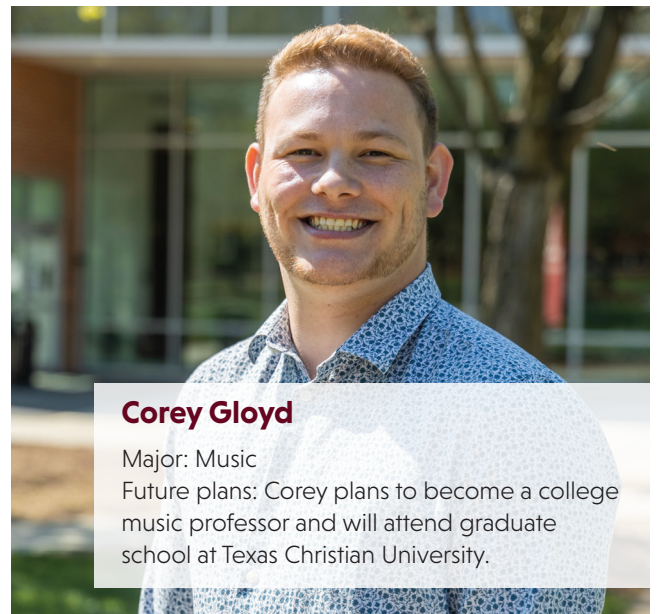 Corey Gloyd
Major: Music
Future plans: Corey plans to become a college
music professor and will attend graduate
school at Texas Christian University.